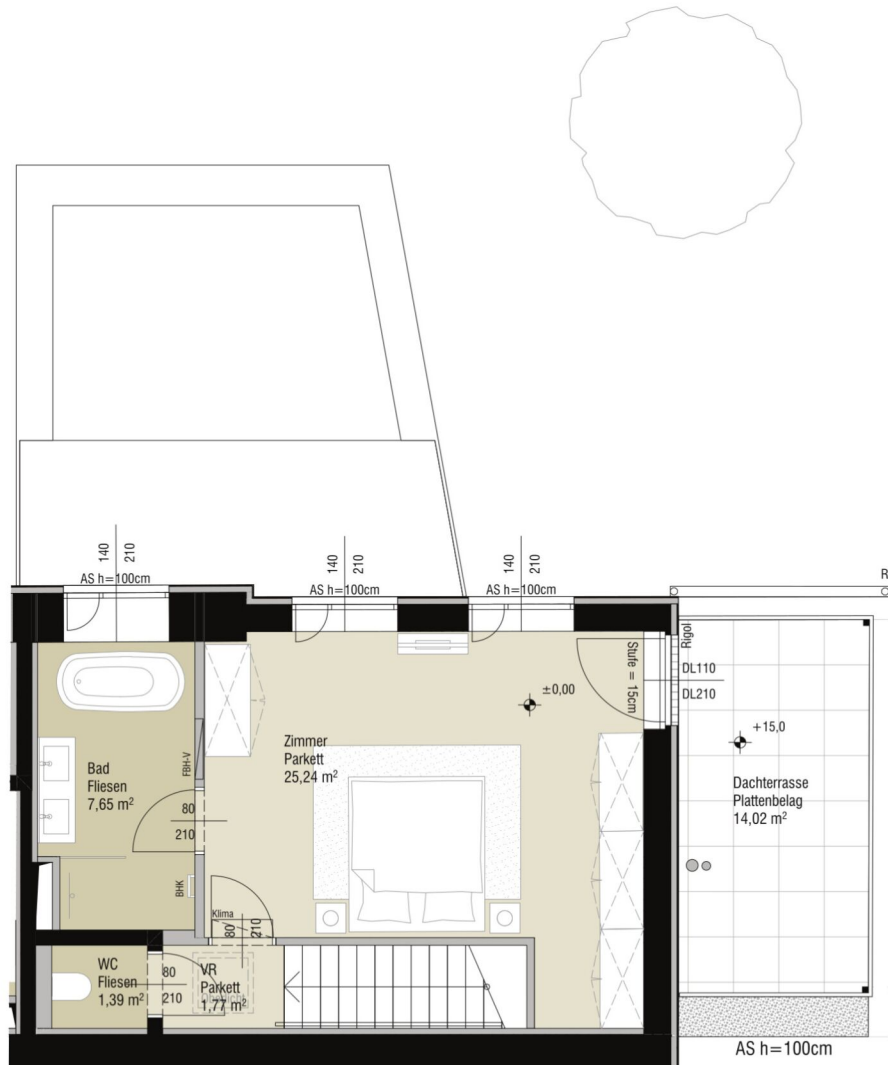 140
210
AS h=100cm
140
210
AS h=100cm
140
210
AS h=100cm
R
Rigol
Stufe = 15cm
DL110
DL210
±0,00
+15,0
Zimmer
Parkett
25,24 m²
Bad
Fliesen
7,65 m²
FBH-V
80
210
Dachterrasse
Plattenbelag
14,02 m²
BHK
Klima
80
210
WC
Fliesen
1,39 m²
80
210
VR
Parkett
1,77 m²
AS h=100cm